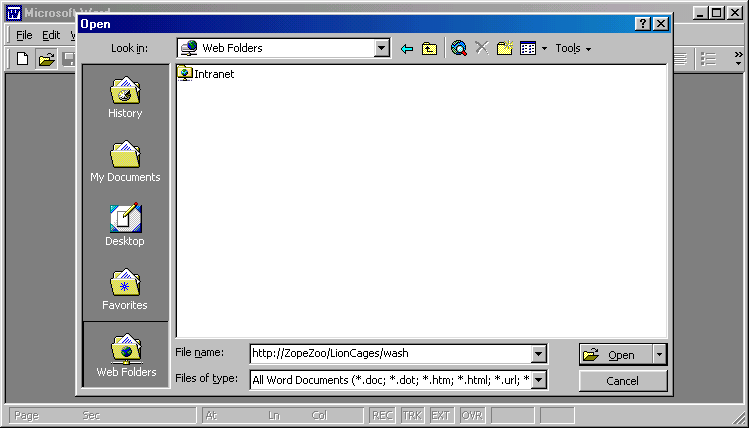 Microsoft Word
Open
File Edit
Look in: Web Folders Tools
Intranet
History
My Documents
Desktop
Favorites
Web Folders
File name: http://ZopeZoo/LionCages/wash Open
Files of type: All Word Documents (*.doc; *.dot; *.htm; *.html; *.url; * Cancel
Page Sec At Ln Col REC TRK EXT OVR